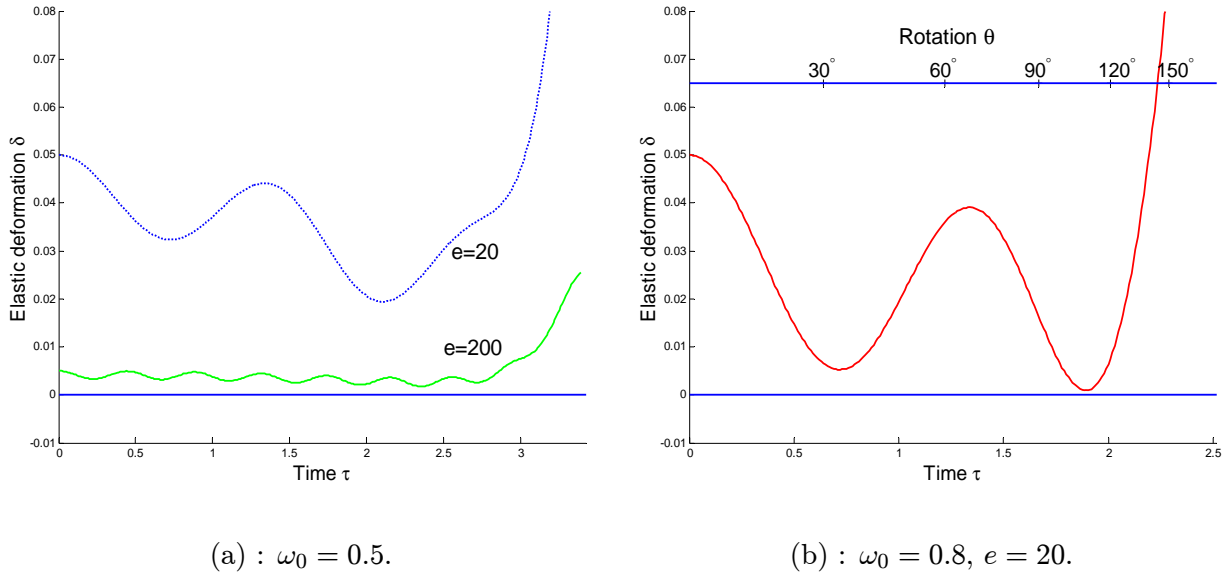 0.08
0.07
0.06
0.05
0.04
0.03
0.02
0.01
0
-0.01
Elastic deformation δ
e=20
e=200
0 0.5 1 1.5 2 2.5 3
Time τ
(a) : ω₀ = 0.5.
0.08
0.07
0.06
0.05
0.04
0.03
0.02
0.01
0
-0.01
Elastic deformation δ
Rotation θ
30° 60° 90° 120° 150°
0 0.5 1 1.5 2 2.5
Time τ
(b) : ω₀ = 0.8, e = 20.